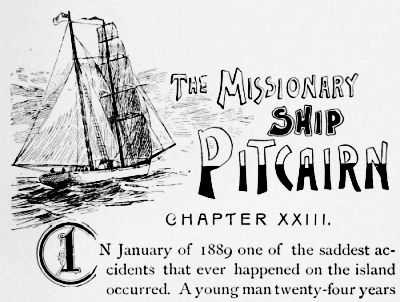 THE MISSIONARY
SHIP
PITCAIRN
CHAPTER XXIII.
IN January of 1889 one of the saddest ac-
cidents that ever happened on the island
occurred. A young man twenty-four years